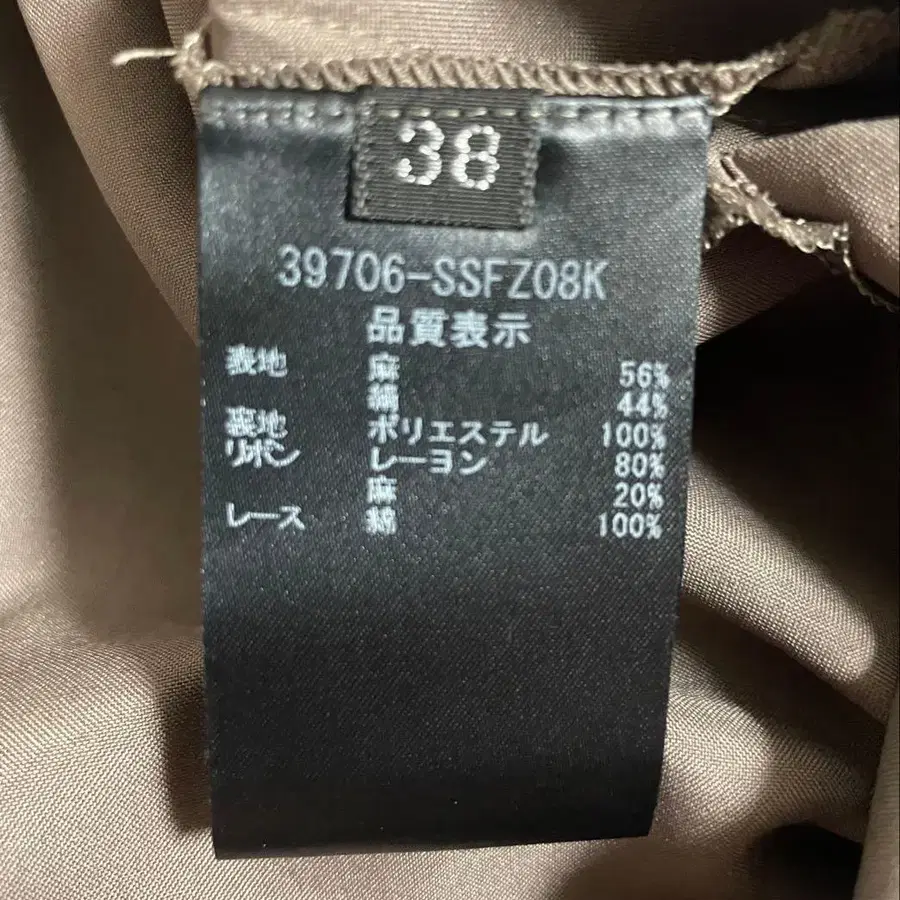 38
39706-SSFZ08K
品質表示
表地 麻 56%
綿 44%
裏地 ポリエステル 100%
リボン レーヨン 80%
麻 20%
レース 綿 100%